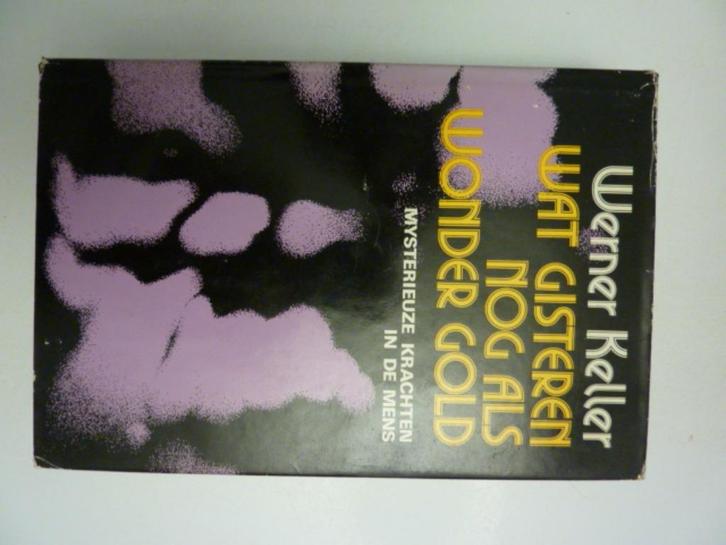 Werner Keller
WAT GISTEREN
NOG ALS
WONDER GOLD
MYSTERIEUZE KRACHTEN
IN DE MENS